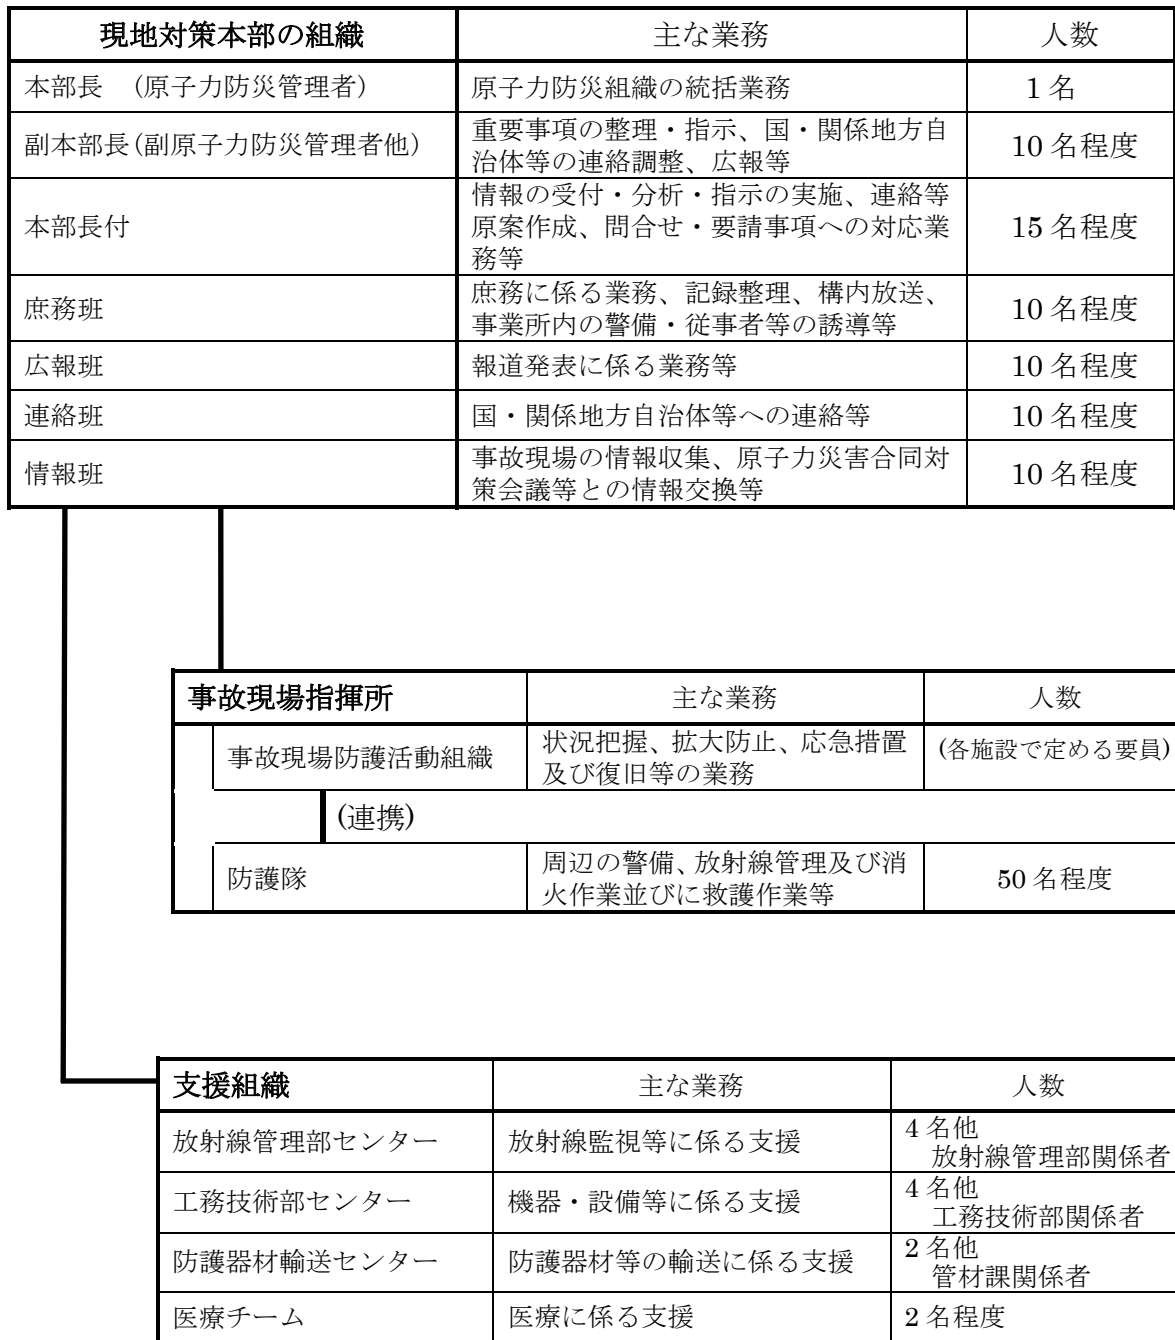 現地対策本部の組織 主な業務 人数
本部長 (原子力防災管理者) 原子力防災組織の統括業務 1名
副本部長(副原子力防災管理者他) 重要事項の整理・指示、国・関係地方自
治体等の連絡調整、広報等 10名程度
本部長付 情報の受付・分析・指示の実施、連絡等
原案作成、問合せ・要請事項への対応業
務等 15名程度
庶務班 庶務に係る業務、記録整理、構内放送、
事業所内の警備・従事者等の誘導等 10名程度
広報班 報道発表に係る業務等 10名程度
連絡班 国・関係地方自治体等への連絡等 10名程度
情報班 事故現場の情報収集、原子力災害合同対
策会議等との情報交換等 10名程度
事故現場指揮所 主な業務 人数
事故現場防護活動組織 状況把握、拡大防止、応急措置
及び復旧等の業務 (各施設で定める要員)
(連携)
防護隊 周辺の警備、放射線管理及び消
火作業並びに救護作業等 50名程度
支援組織 主な業務 人数
放射線管理部センター 放射線監視等に係る支援 4名他
放射線管理部関係者
工務技術部センター 機器・設備等に係る支援 4名他
工務技術部関係者
防護器材輸送センター 防護器材等の輸送に係る支援 2名他
管材課関係者
医療チーム 医療に係る支援 2名程度